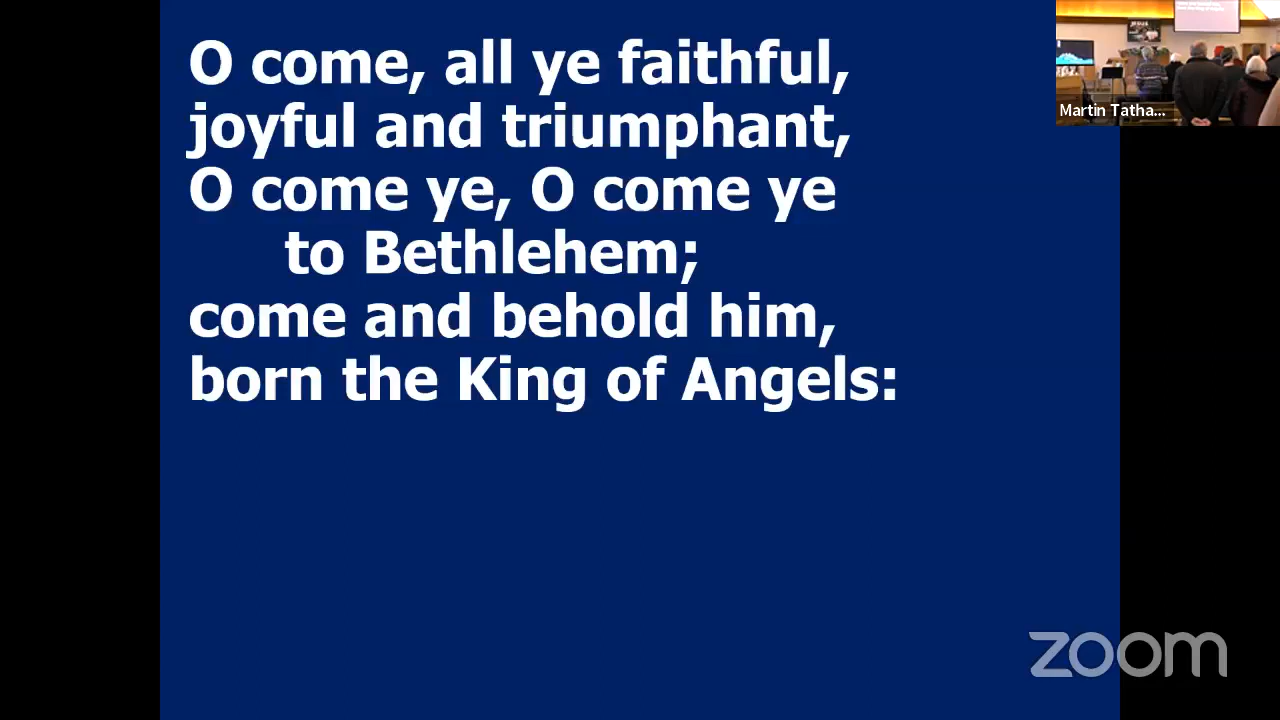 O come, all ye faithful,
joyful and triumphant,
O come ye, O come ye
to Bethlehem;
come and behold him,
born the King of Angels:
Martin Tatha...
zoom